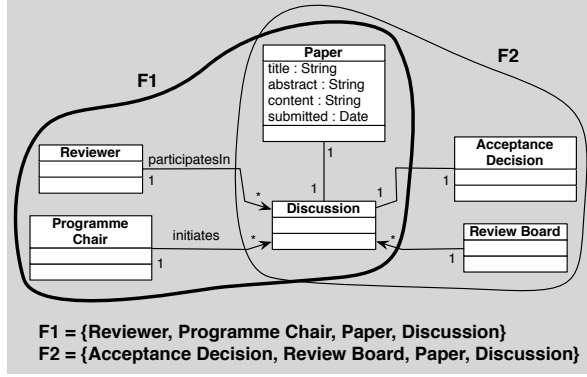 F1
F2
Paper
title : String
abstract : String
content : String
submitted : Date
Reviewer
participatesIn
1
*
1
1
1
Acceptance
Decision
1
Discussion
Programme
Chair
initiates
1
*
*
Review Board
1
F1 = {Reviewer, Programme Chair, Paper, Discussion}
F2 = {Acceptance Decision, Review Board, Paper, Discussion}